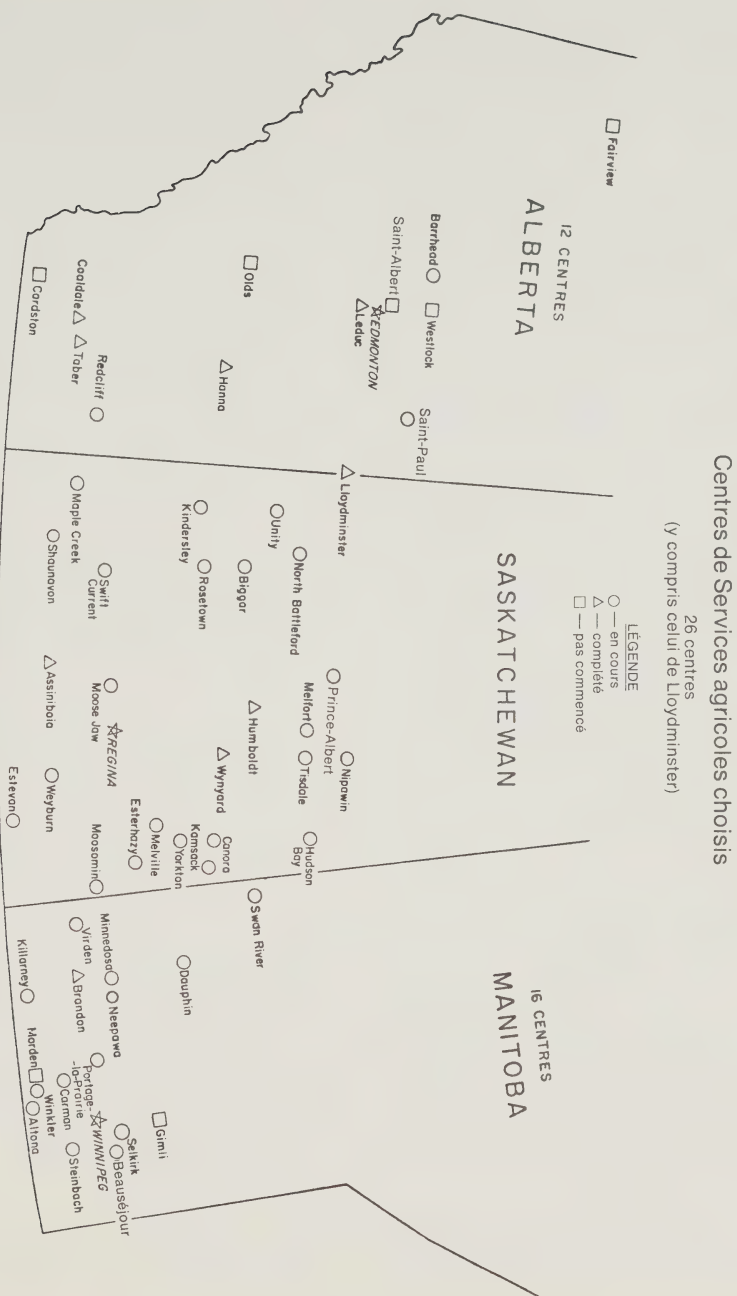 Centres de Services agricoles choisis
26 centres
(y compris celui de Lloydminster)
LÉGENDE
○ — en cours
△ — complété
□ — pas commencé
12 CENTRES
ALBERTA
Fairview
Barrhead
Westlock
Saint-Albert
EDMONTON
Leduc
Saint-Paul
Olds
Hanna
Redcliff
Coaldale
Taber
Cardston
SASKATCHEWAN
Lloydminster
Nipawin
Prince-Albert
Melfort
Tisdale
Hudson
Bay
North Battleford
Unity
Biggar
Humboldt
Rosetown
Kindersley
Wynyard
Canora
Kamsack
Yorkton
Melville
Esterhazy
Swift
Current
Moose Jaw
REGINA
Moosomin
Maple Creek
Shaunavon
Assiniboia
Weyburn
Estevan
16 CENTRES
MANITOBA
Swan River
Dauphin
Gimli
Selkirk
Beauséjour
Minnedosa
Neepawa
Portage-
-la-Prairie
WINNIPEG
Virden
Brandon
Steinbach
Carman
Killarney
Morden
Winkler
Altona